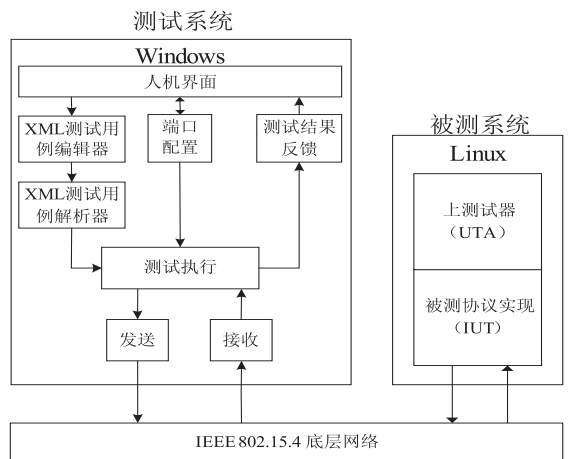 测试系统
Windows
人机界面
XML测试用
例编辑器
端口
配置
测试结果
反馈
XML测试用
例解析器
测试执行
发送
接收
被测系统
Linux
上测试器
(UTA)
被测协议实现
(IUT)
IEEE802.15.4 底层网络